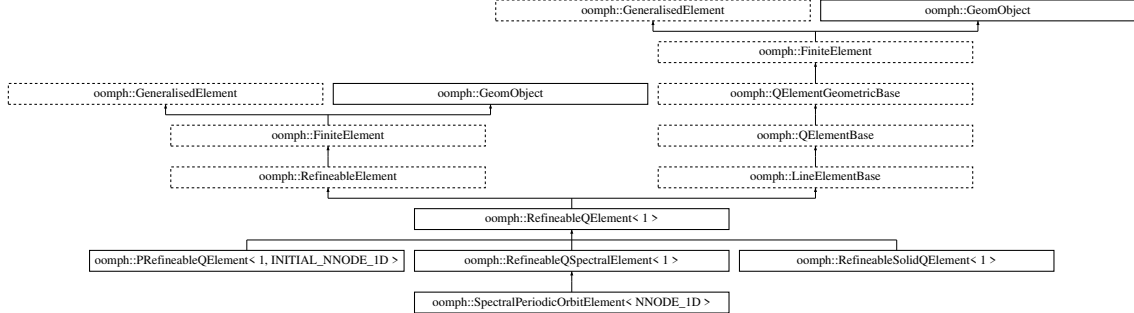 oomph::GeneralisedElement
oomph::GeomObject
oomph::FiniteElement
oomph::GeneralisedElement
oomph::GeomObject
oomph::QElementGeometricBase
oomph::FiniteElement
oomph::QElementBase
oomph::RefineableElement
oomph::LineElementBase
oomph::RefineableQElement< 1 >
oomph::PRefineableQElement< 1, INITIAL_NNODE_1D >
oomph::RefineableQSpectralElement< 1 >
oomph::RefineableSolidQElement< 1 >
oomph::SpectralPeriodicOrbitElement< NNODE_1D >